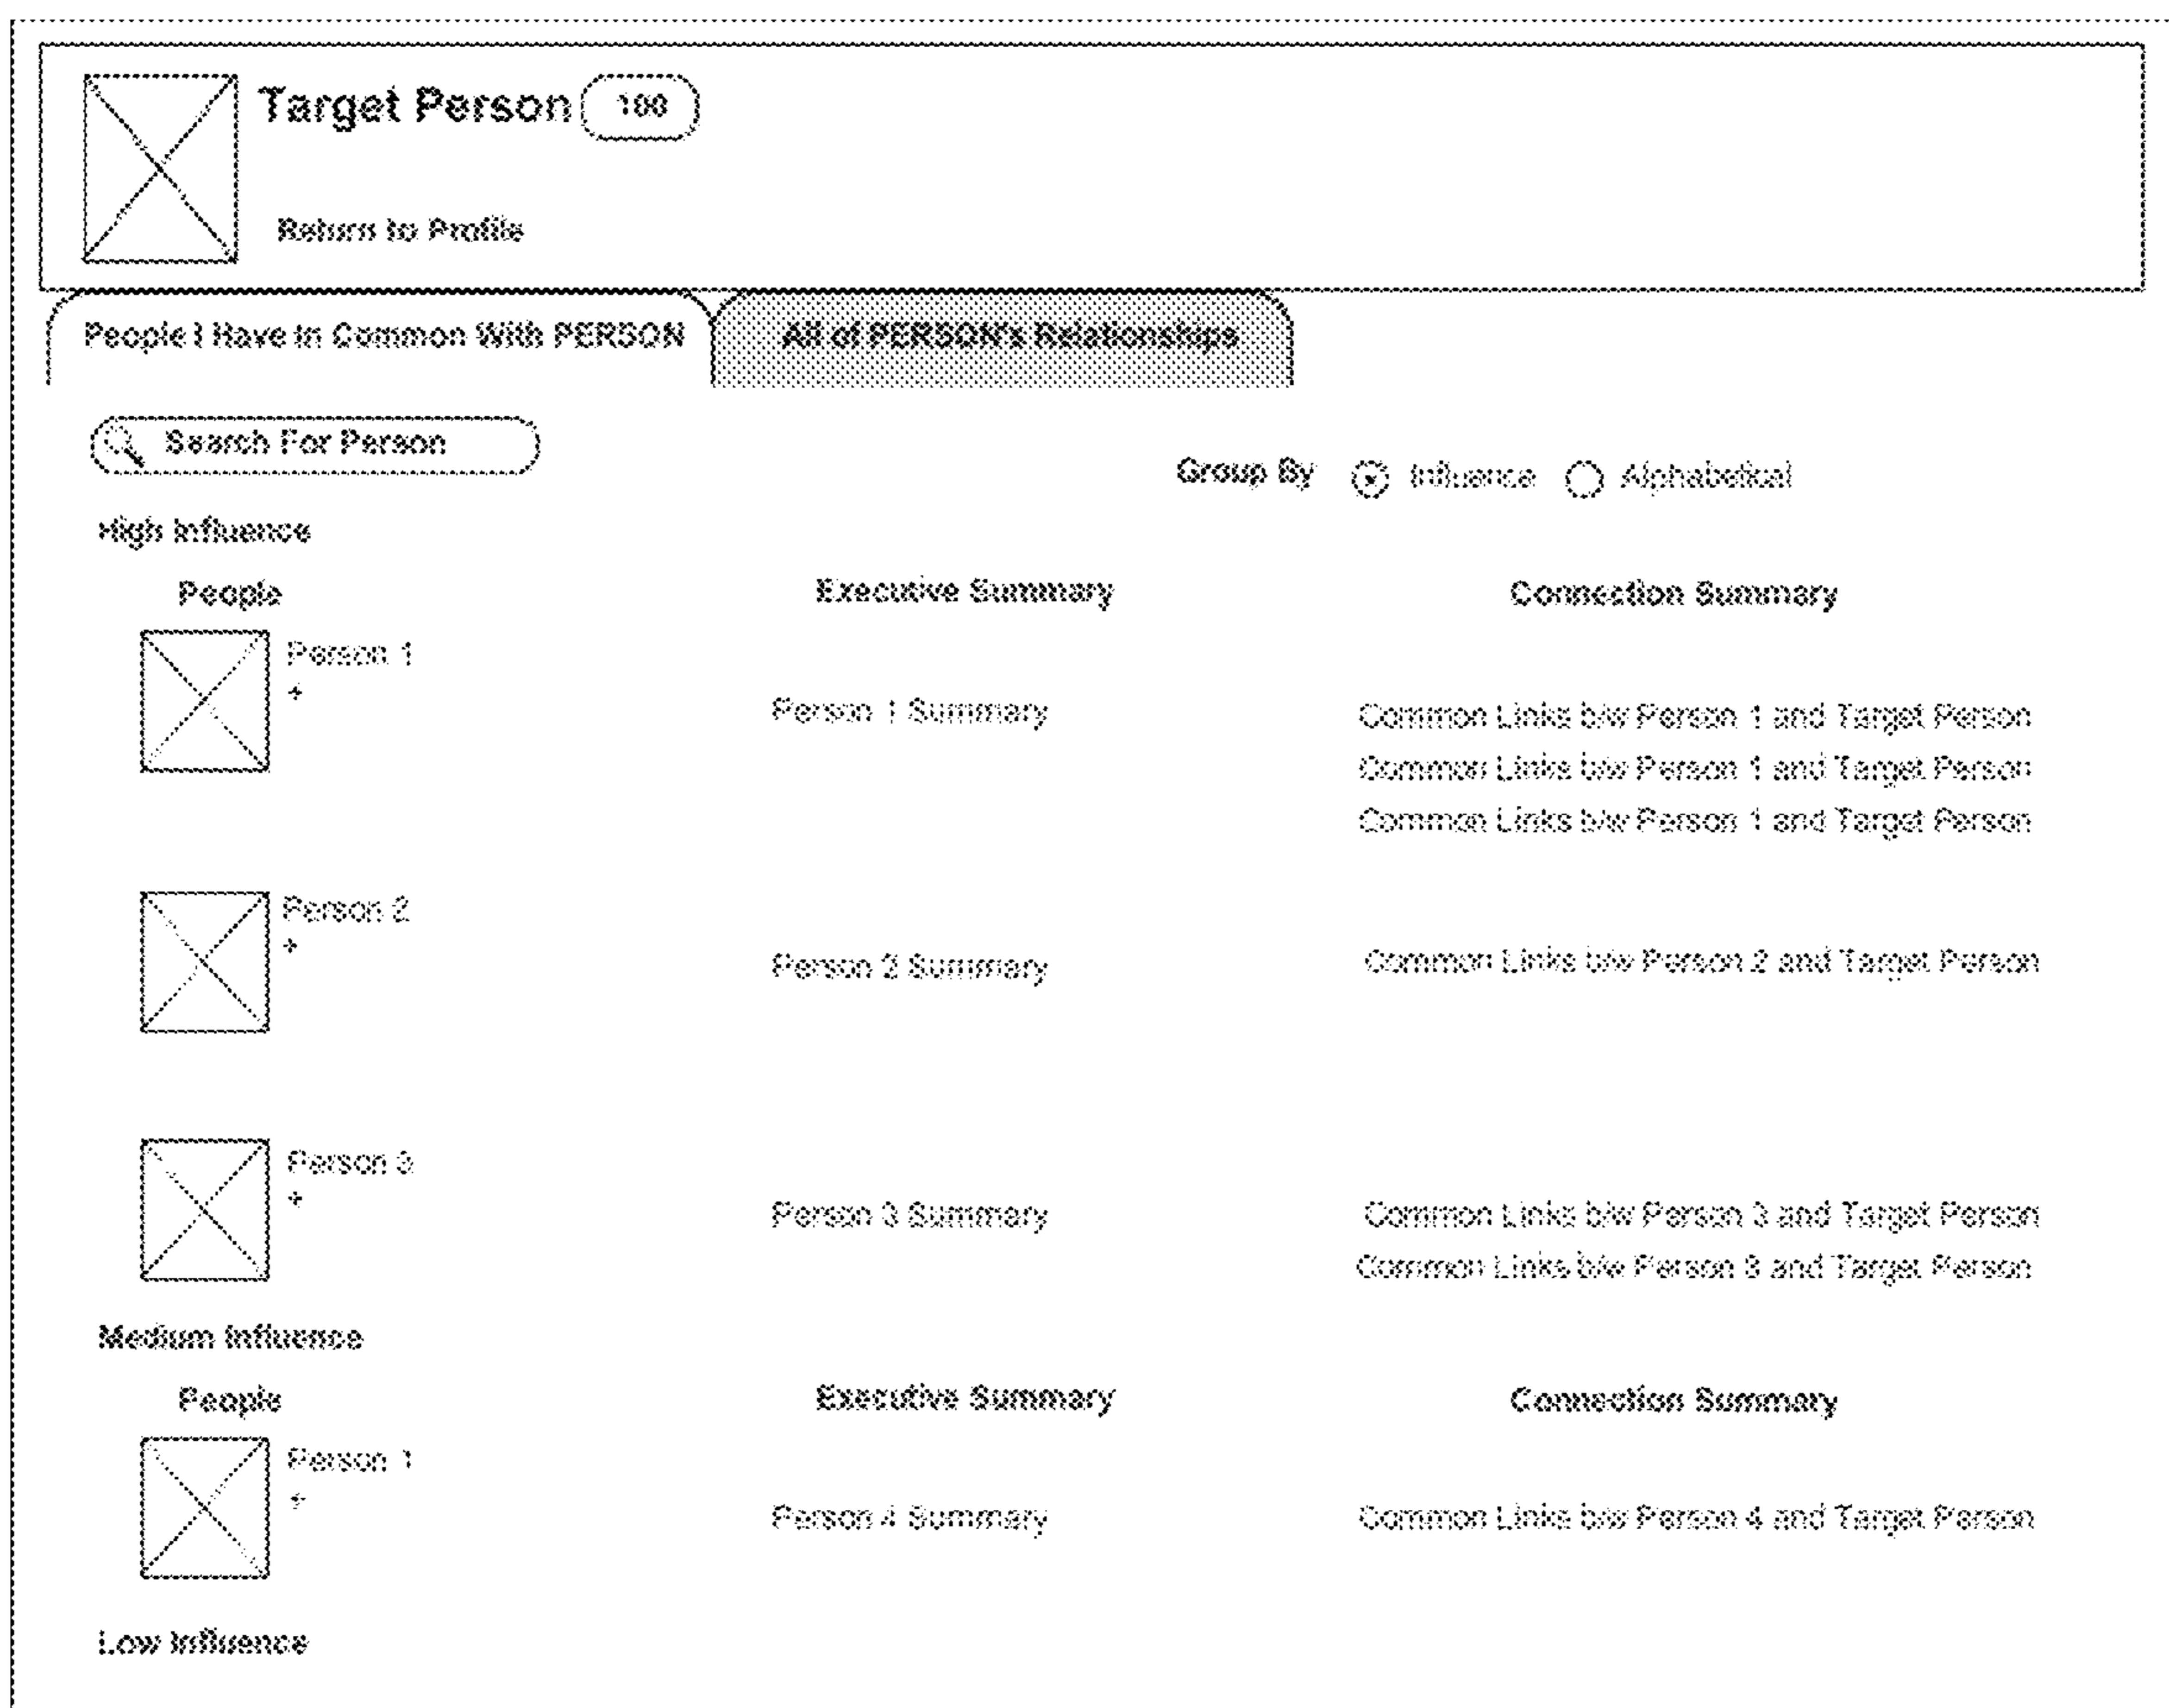 Target Person 100
Return to Profile
People I Have In Common With PERSON
All of PERSON's Relationships
Search For Person
Group By Influence Alphabetical
High Influence
People Executive Summary Connection Summary
Person 1
+
Person 1 Summary
Common Links b/w Person 1 and Target Person
Common Links b/w Person 1 and Target Person
Common Links b/w Person 1 and Target Person
Person 2
+
Person 2 Summary
Common Links b/w Person 2 and Target Person
Person 3
+
Person 3 Summary
Common Links b/w Person 3 and Target Person
Common Links b/w Person 3 and Target Person
Medium Influence
People Executive Summary Connection Summary
Person 1
+
Person 4 Summary
Common Links b/w Person 4 and Target Person
Low Influence